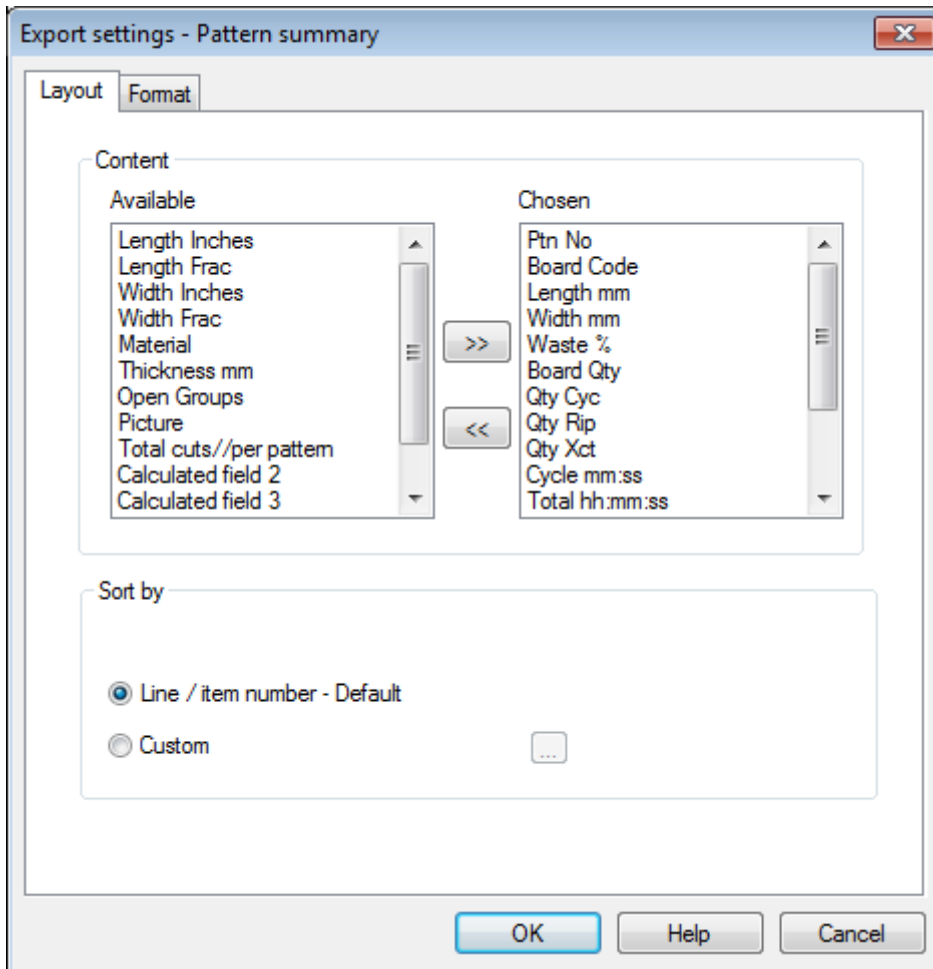 Export settings - Pattern summary
Layout
Format
Content
Available
Chosen
Length Inches
Length Frac
Width Inches
Width Frac
Material
Thickness mm
Open Groups
Picture
Total cuts//per pattern
Calculated field 2
Calculated field 3
>>
<<
Ptn No
Board Code
Length mm
Width mm
Waste %
Board Qty
Qty Cyc
Qty Rip
Qty Xct
Cycle mm:ss
Total hh:mm:ss
Sort by
Line / item number - Default
Custom
...
OK
Help
Cancel